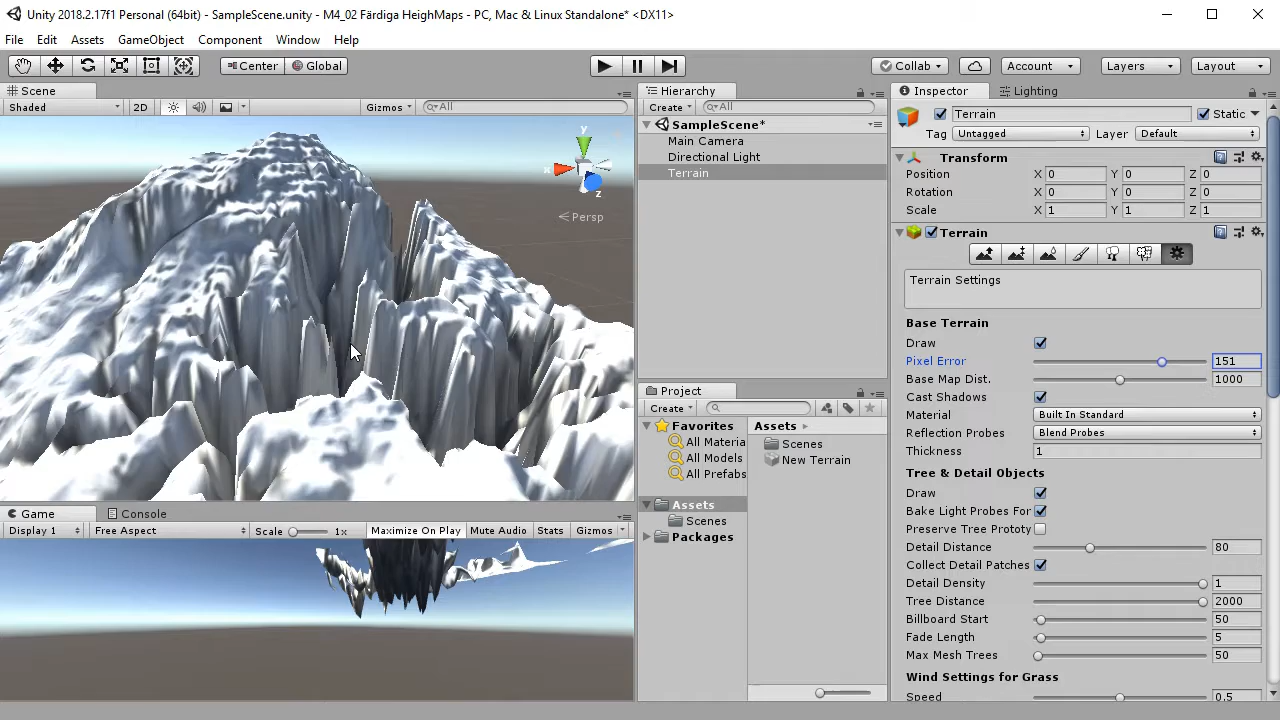 Unity 2018.2.17f1 Personal (64bit) - SampleScene.unity - M4_02 Färdiga HeighMaps - PC, Mac & Linux Standalone* <DX11>
File Edit Assets GameObject Component Window Help
Center Global Collab Account Layers Layout
Scene
Shaded 2D Gizmos All
y
x
z
Persp
Game Console
Display 1 Free Aspect Scale 1x Maximize On Play Mute Audio Stats Gizmos
Hierarchy
Create All
SampleScene*
Main Camera
Directional Light
Terrain
Project
Create
Favorites
All Materia
All Models
All Prefabs
Assets
Scenes
Packages
Assets
Scenes
New Terrain
Inspector Lighting
Terrain Static
Tag Untagged Layer Default
Transform
Position X 0 Y 0 Z 0
Rotation X 0 Y 0 Z 0
Scale X 1 Y 1 Z 1
Terrain
Terrain Settings
Base Terrain
Draw
Pixel Error 151
Base Map Dist. 1000
Cast Shadows
Material Built In Standard
Reflection Probes Blend Probes
Thickness 1
Tree & Detail Objects
Draw
Bake Light Probes For
Preserve Tree Prototy
Detail Distance 80
Collect Detail Patches
Detail Density 1
Tree Distance 2000
Billboard Start 50
Fade Length 5
Max Mesh Trees 50
Wind Settings for Grass
Speed 0.5